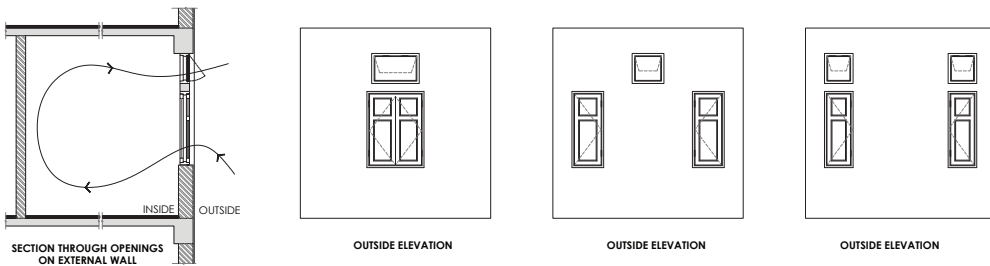 INSIDE
OUTSIDE
SECTION THROUGH OPENINGS
ON EXTERNAL WALL
OUTSIDE ELEVATION
OUTSIDE ELEVATION
OUTSIDE ELEVATION